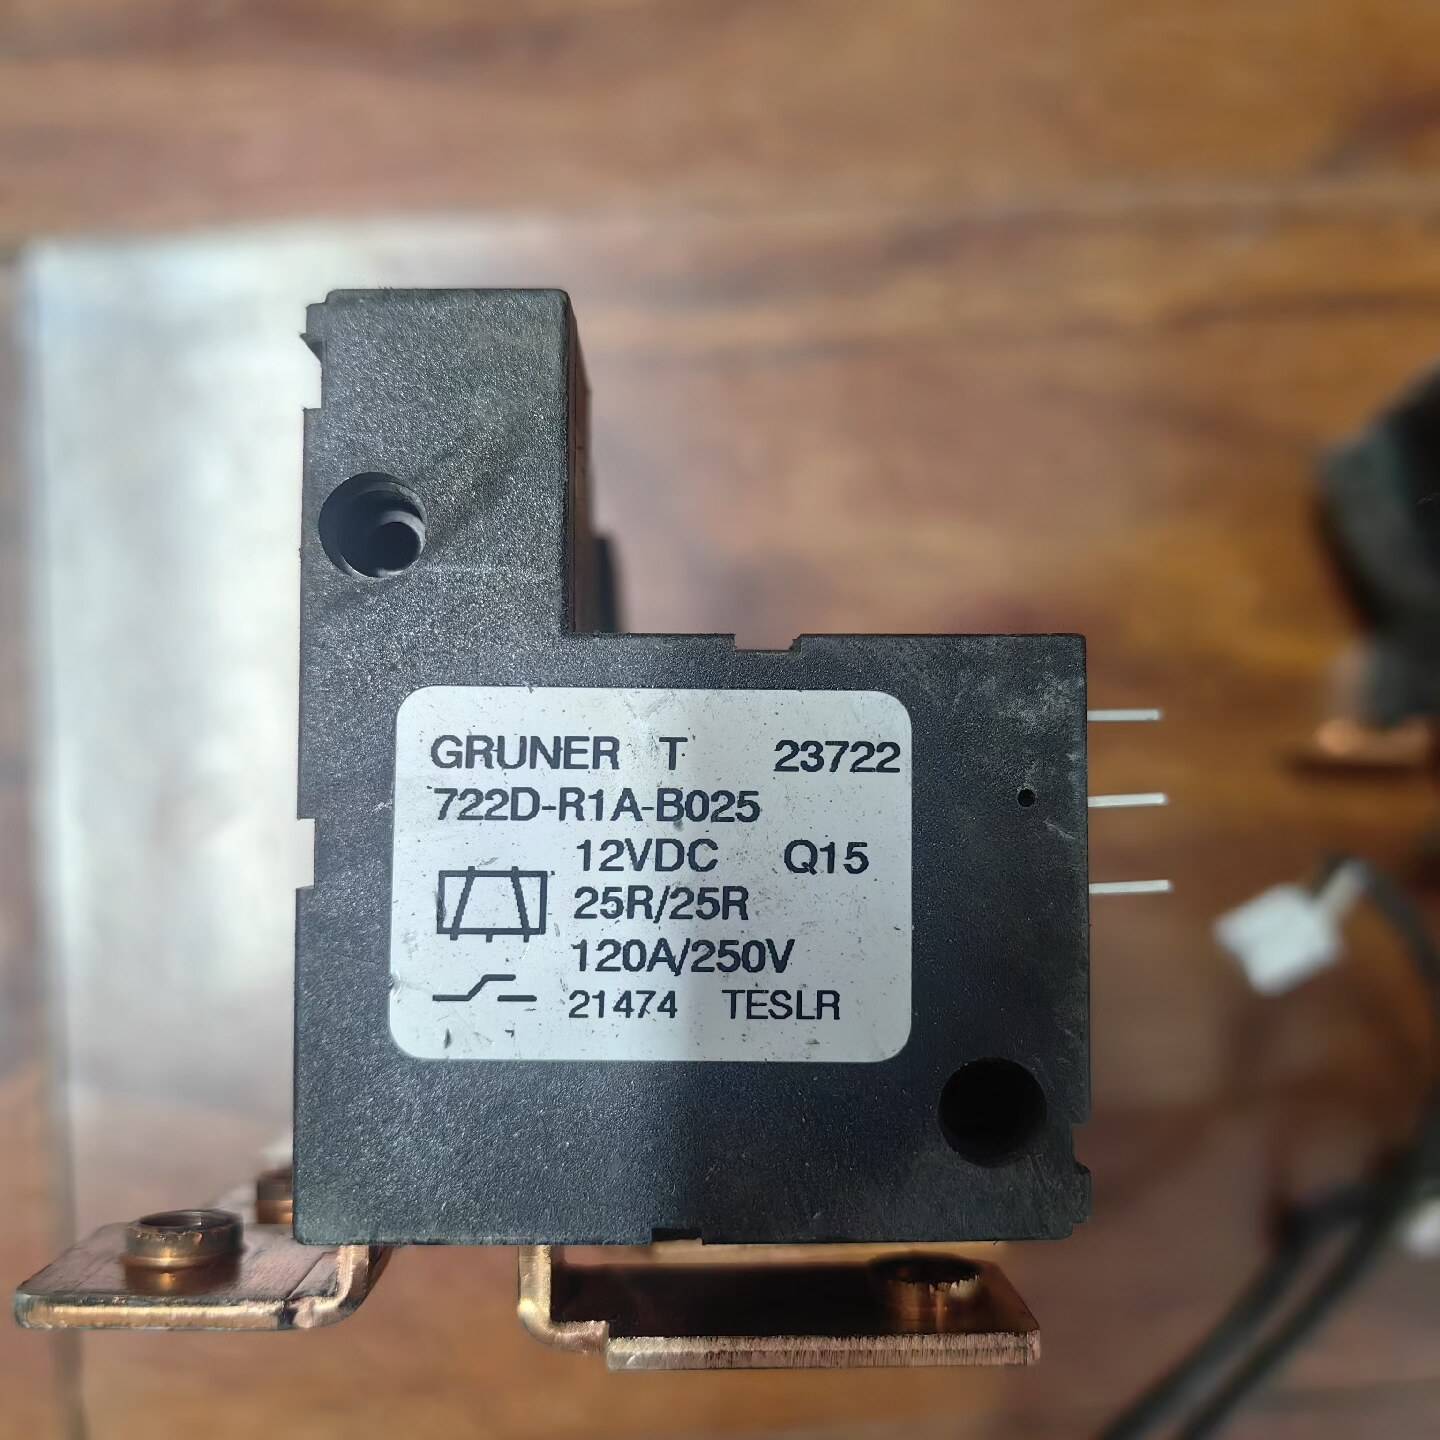 GRUNER T 23722
722D-R1A-B025
12VDC Q15
25R/25R
120A/250V
21474 TESLR